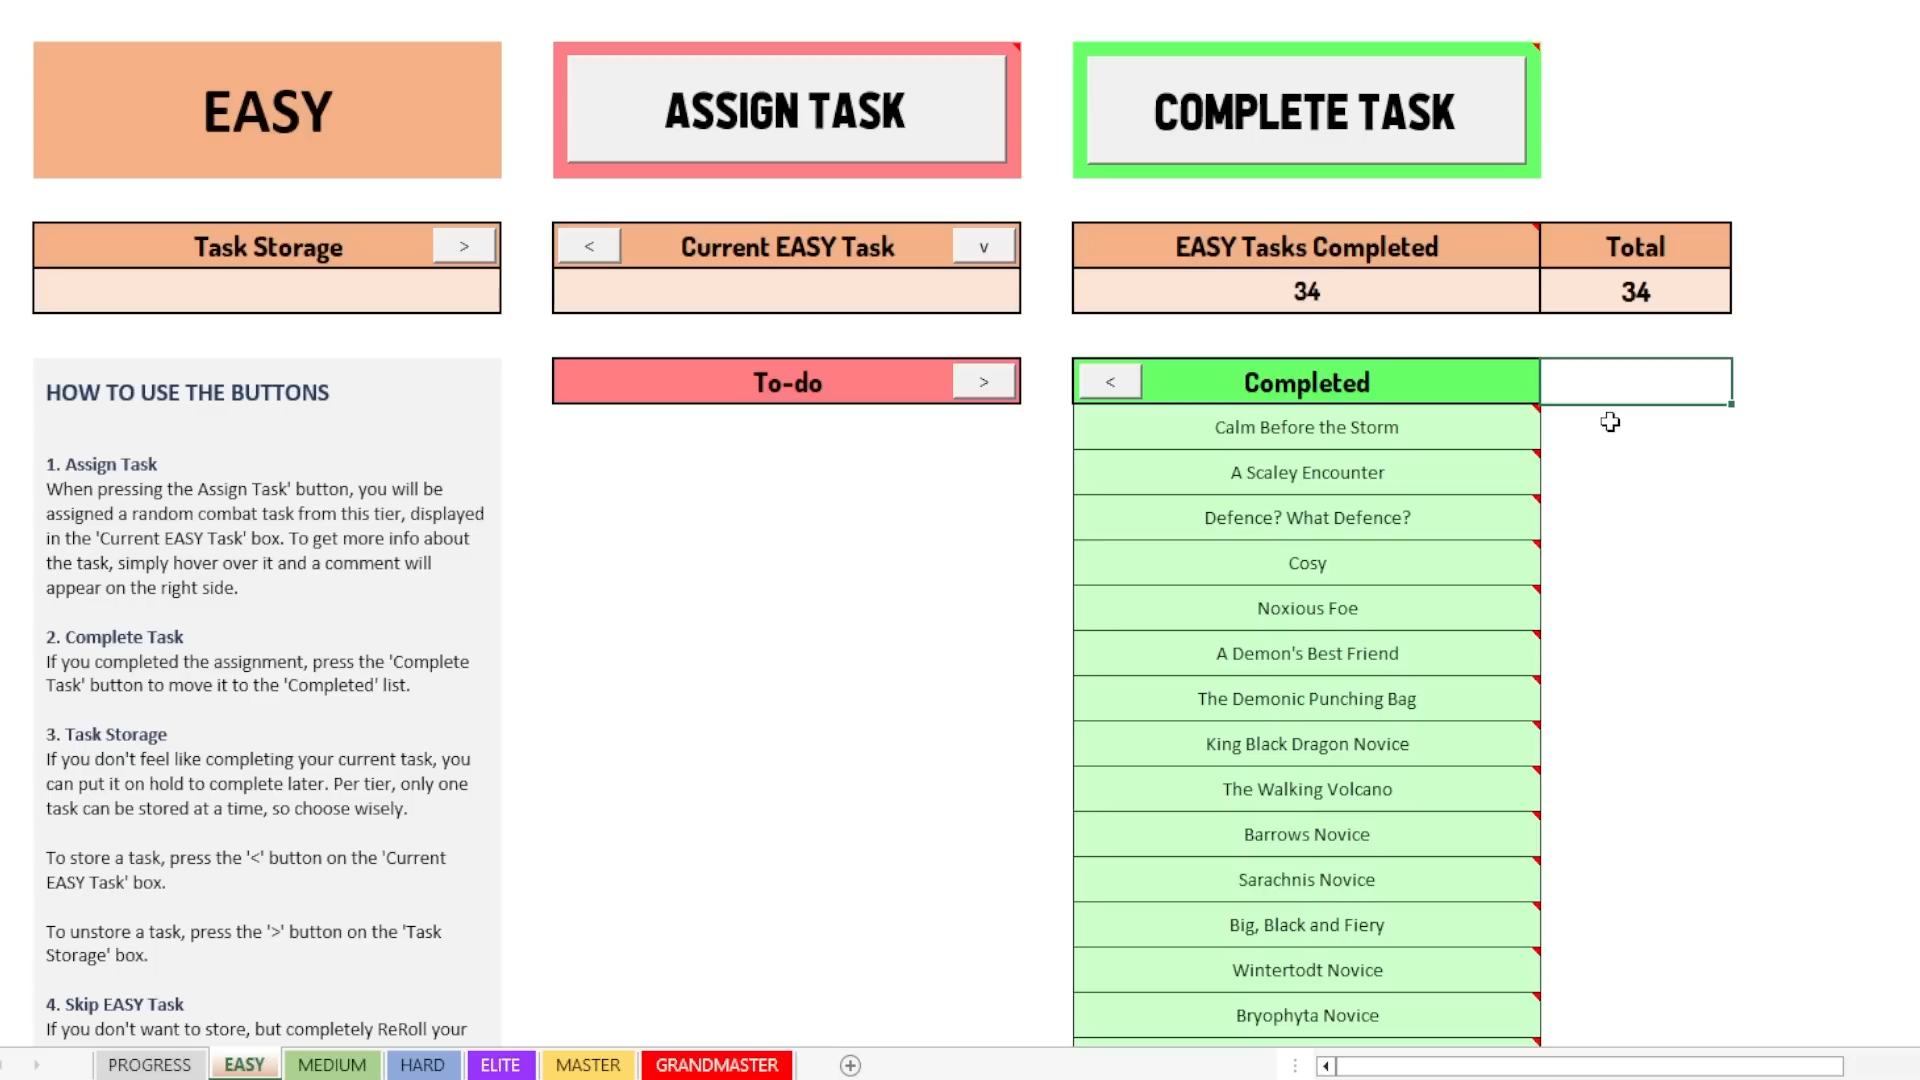 EASY
ASSIGN TASK
COMPLETE TASK
Task Storage
>
<
Current EASY Task
v
EASY Tasks Completed
Total
34
34
HOW TO USE THE BUTTONS
1. Assign Task
When pressing the Assign Task' button, you will be
assigned a random combat task from this tier, displayed
in the 'Current EASY Task' box. To get more info about
the task, simply hover over it and a comment will
appear on the right side.
2. Complete Task
If you completed the assignment, press the 'Complete
Task' button to move it to the 'Completed' list.
3. Task Storage
If you don't feel like completing your current task, you
can put it on hold to complete later. Per tier, only one
task can be stored at a time, so choose wisely.
To store a task, press the '<' button on the 'Current
EASY Task' box.
To unstore a task, press the '>' button on the 'Task
Storage' box.
4. Skip EASY Task
If you don't want to store, but completely ReRoll your
To-do
>
<
Completed
Calm Before the Storm
A Scaley Encounter
Defence? What Defence?
Cosy
Noxious Foe
A Demon's Best Friend
The Demonic Punching Bag
King Black Dragon Novice
The Walking Volcano
Barrows Novice
Sarachnis Novice
Big, Black and Fiery
Wintertodt Novice
Bryophyta Novice
PROGRESS
EASY
MEDIUM
HARD
ELITE
MASTER
GRANDMASTER